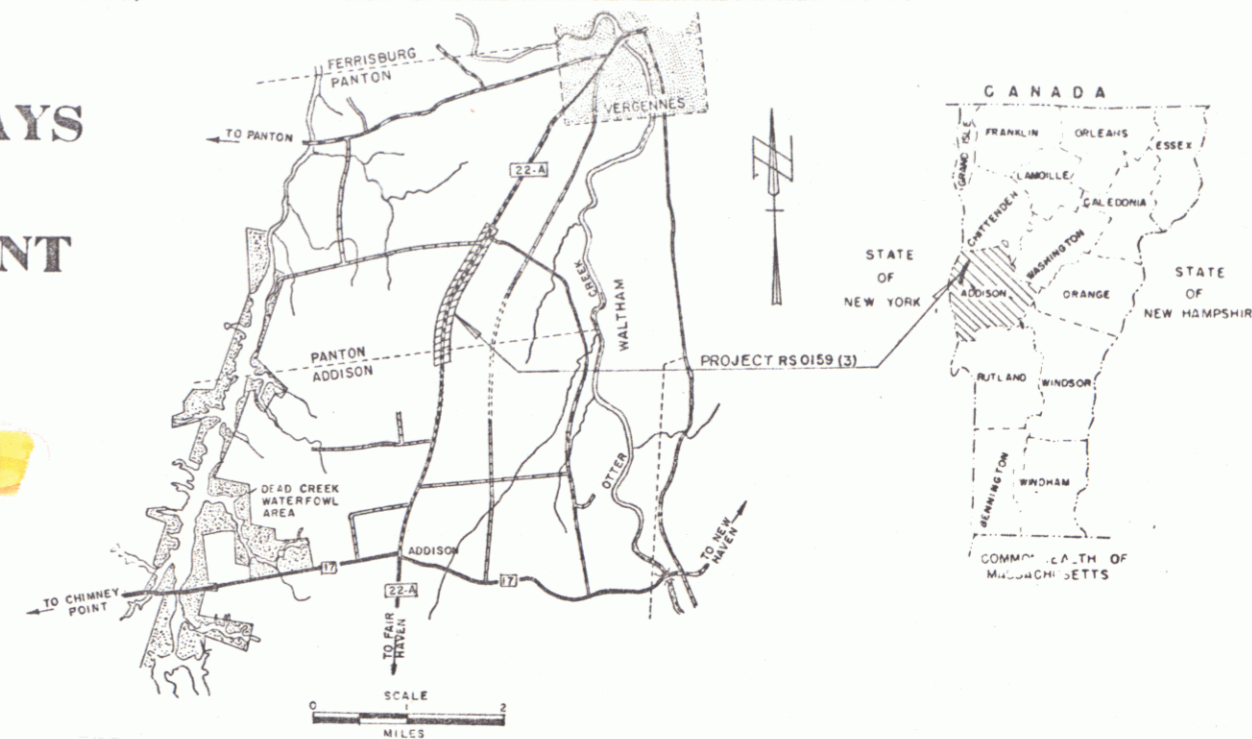 AYS
NT
FERRISBURG
PANTON
VERGENNES
TO PANTON
22-A
CREEK
WALTHAM
PANTON
ADDISON
PROJECT RS 0159 (3)
OTTER
DEAD CREEK
WATERFOWL
AREA
ADDISON
17
17
TO NEW
HAVEN
TO CHIMNEY
POINT
22-A
TO FAIR
HAVEN
SCALE
0 1 2
MILES
CANADA
GRAND ISLE
FRANKLIN
ORLEANS
ESSEX
LAMOILLE
CALEDONIA
CHITTENDEN
WASHINGTON
STATE
OF
NEW YORK
ADDISON
ORANGE
STATE
OF
NEW HAMPSHIR
RUTLAND
WINDSOR
BENNINGTON
WINDHAM
OF